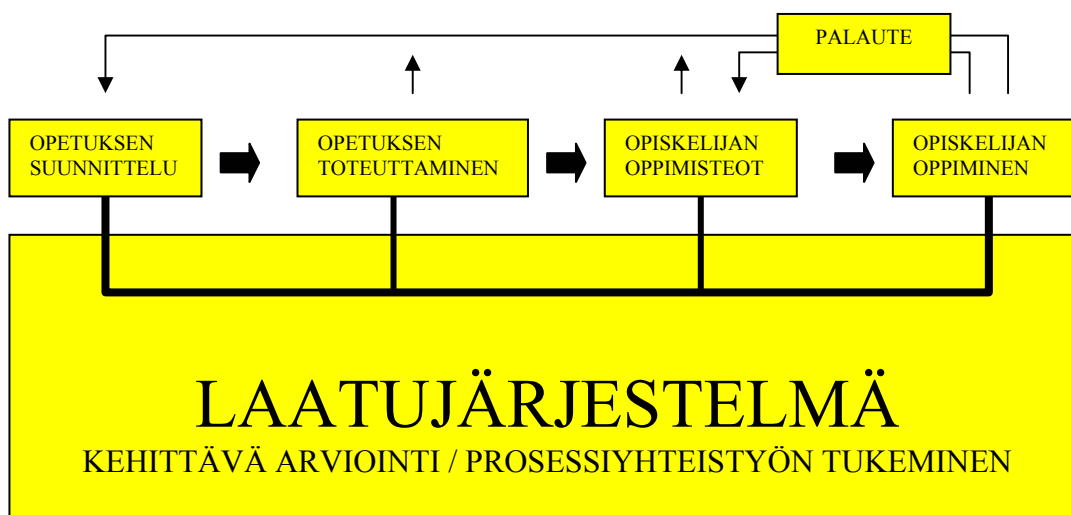 PALAUTE
OPETUKSEN
SUUNNITTELU
OPETUKSEN
TOTEUTTAMINEN
OPISKELIJAN
OPPIMISTEOT
OPISKELIJAN
OPPIMINEN
LAATUJÄRJESTELMÄ
KEHITTÄVÄ ARVIOINTI / PROSESSIYHTEISTYÖN TUKEMINEN